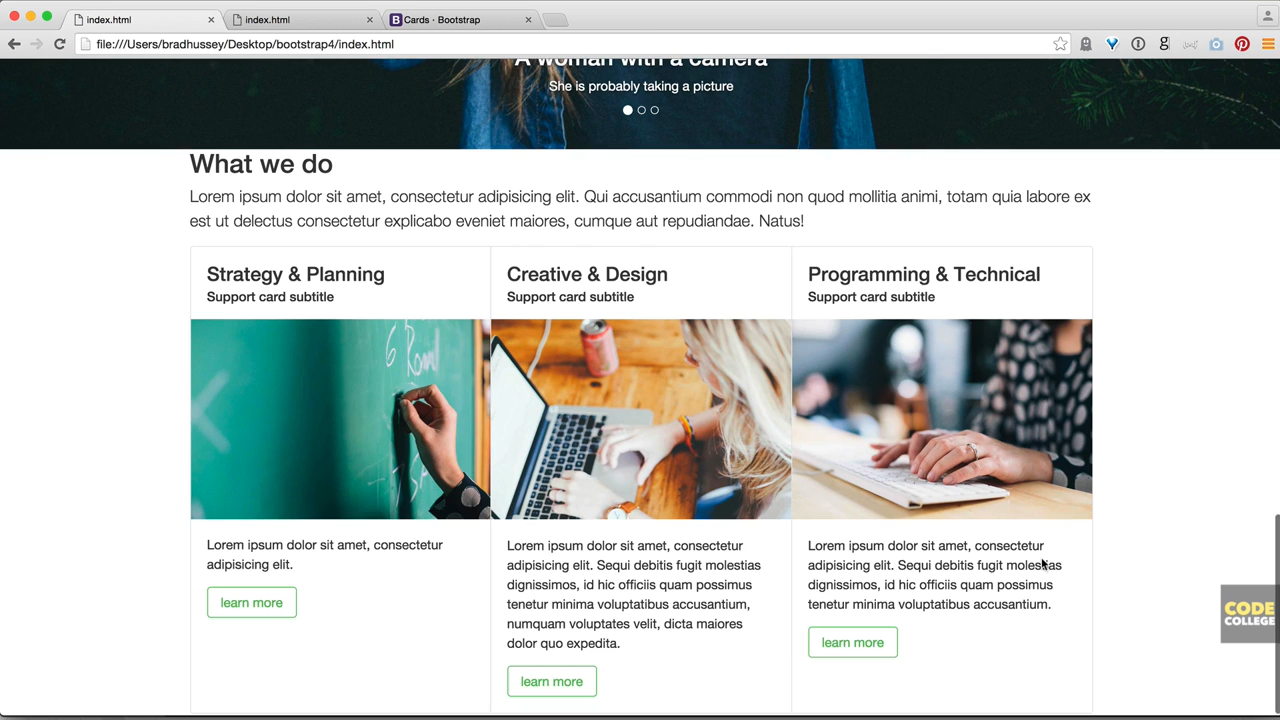 index.html
index.html
Cards · Bootstrap
file:///Users/bradhussey/Desktop/bootstrap4/index.html
A woman with a camera
She is probably taking a picture
What we do
Lorem ipsum dolor sit amet, consectetur adipisicing elit. Qui accusantium commodi non quod mollitia animi, totam quia labore ex
est ut delectus consectetur explicabo eveniet maiores, cumque aut repudiandae. Natus!
Strategy & Planning
Support card subtitle
Lorem ipsum dolor sit amet, consectetur
adipisicing elit.
learn more
Creative & Design
Support card subtitle
Lorem ipsum dolor sit amet, consectetur
adipisicing elit. Sequi debitis fugit molestias
dignissimos, id hic officiis quam possimus
tenetur minima voluptatibus accusantium,
numquam voluptates velit, dicta maiores
dolor quo expedita.
learn more
Programming & Technical
Support card subtitle
Lorem ipsum dolor sit amet, consectetur
adipisicing elit. Sequi debitis fugit molestias
dignissimos, id hic officiis quam possimus
tenetur minima voluptatibus accusantium.
learn more
CODE
COLLEGE